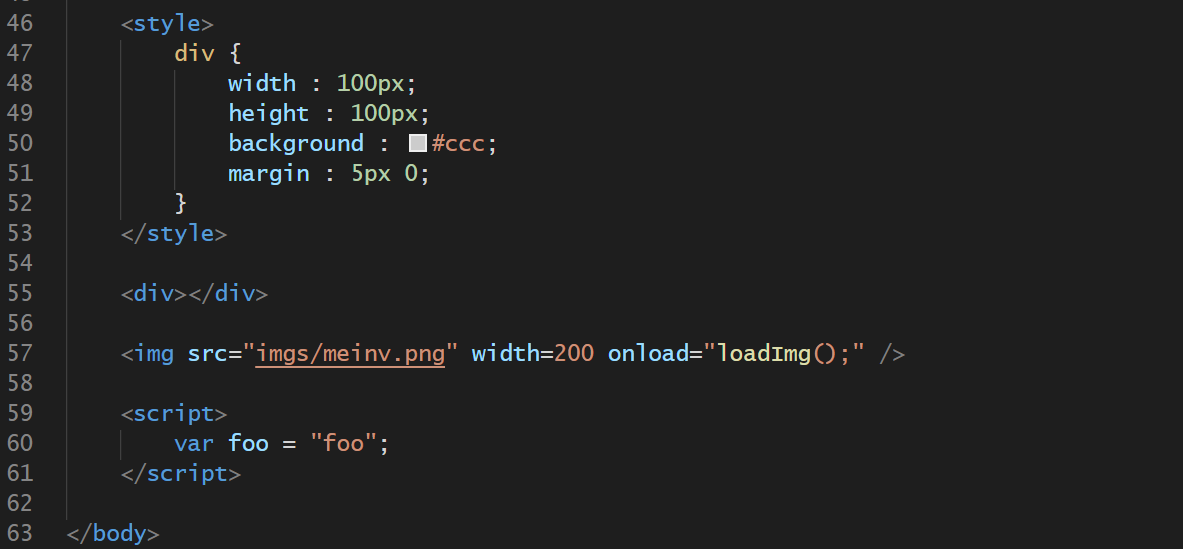 46 <style>
47 div {
48 width : 100px;
49 height : 100px;
50 background : #ccc;
51 margin : 5px 0;
52 }
53 </style>
54
55 <div></div>
56
57 <img src="imgs/meinv.png" width=200 onload="loadImg();" />
58
59 <script>
60 var foo = "foo";
61 </script>
62
63 </body>